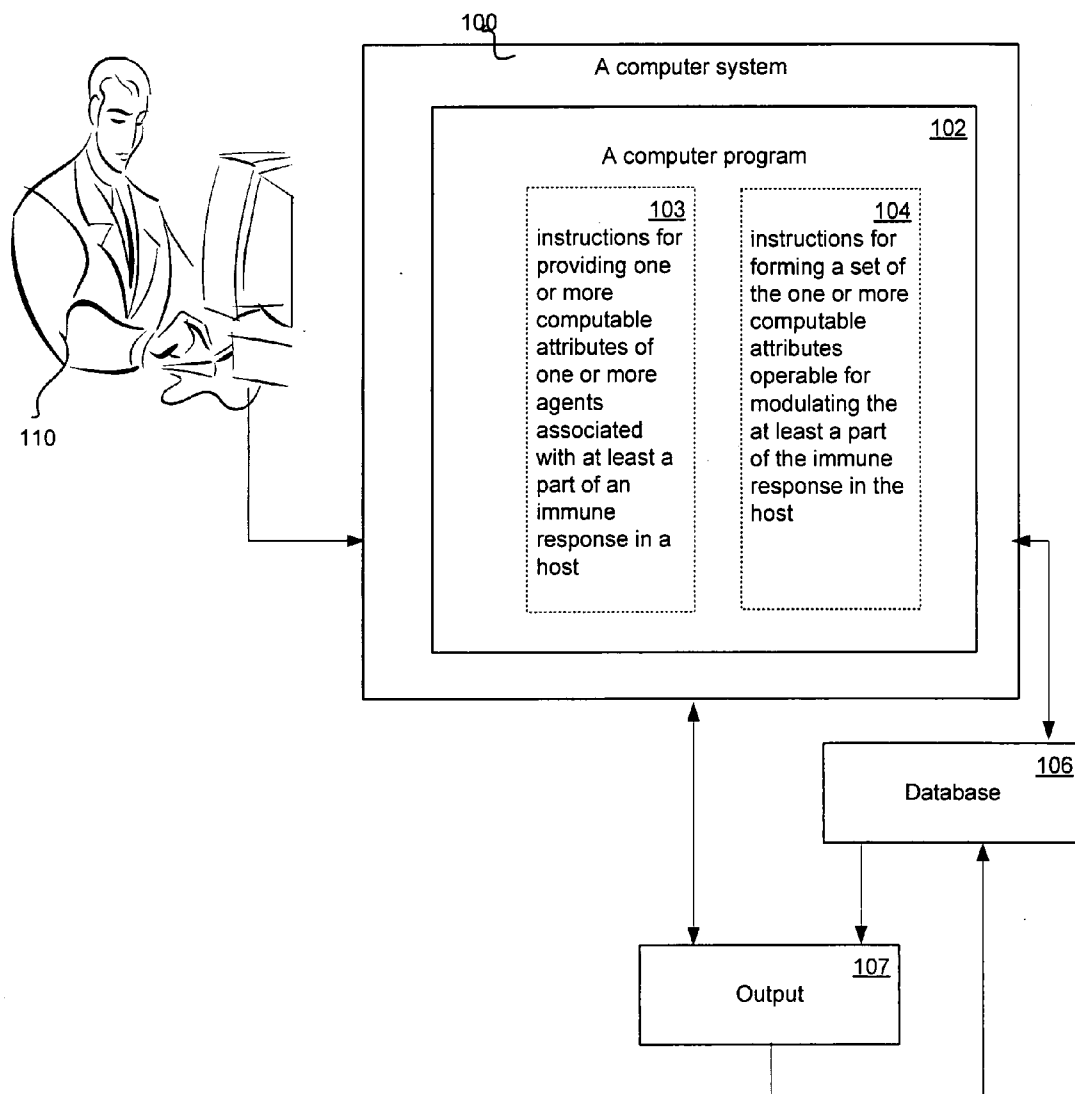 100
A computer system
102
A computer program
103
instructions for
providing one
or more
computable
attributes of
one or more
agents
associated
with at least a
part of an
immune
response in a
host
104
instructions for
forming a set of
the one or more
computable
attributes
operable for
modulating the
at least a part
of the immune
response in the
host
110
106
Database
107
Output